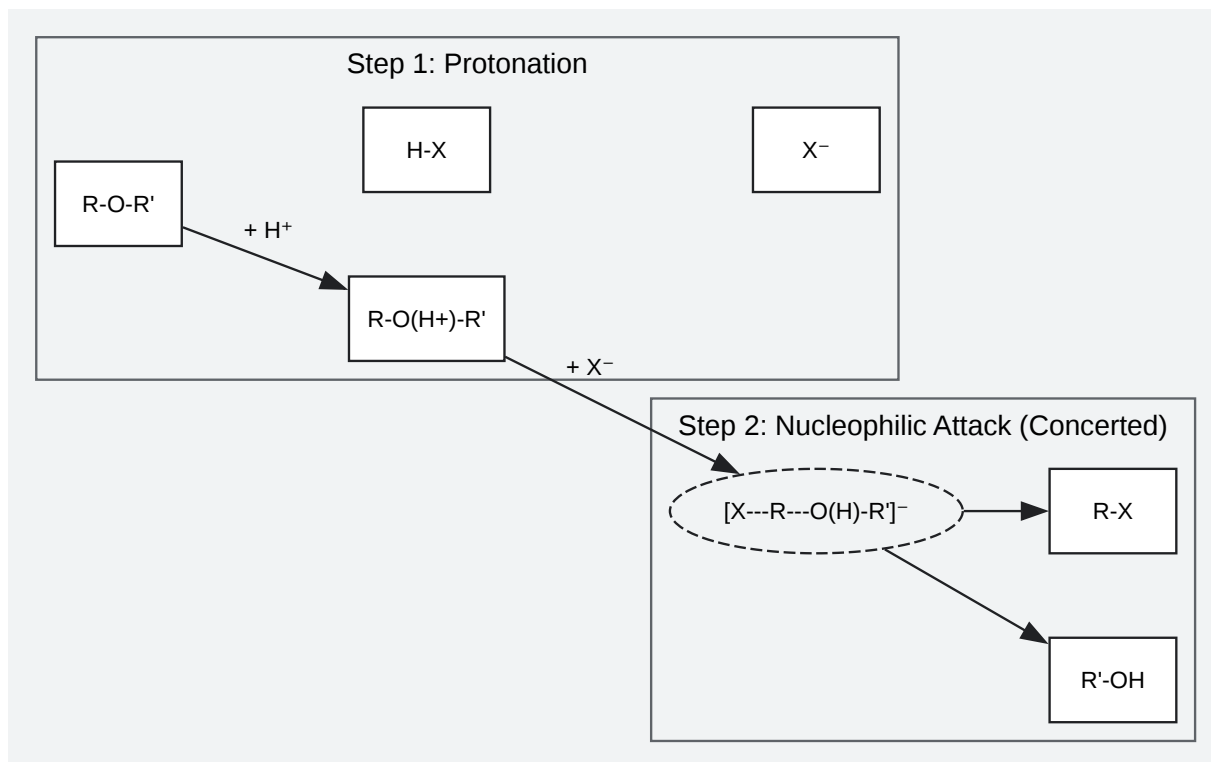 Step 1: Protonation
H-X
X⁻
R-O-R'
+ H⁺
R-O(H+)-R'
+ X⁻
Step 2: Nucleophilic Attack (Concerted)
[X---R---O(H)-R']⁻
R-X
R'-OH